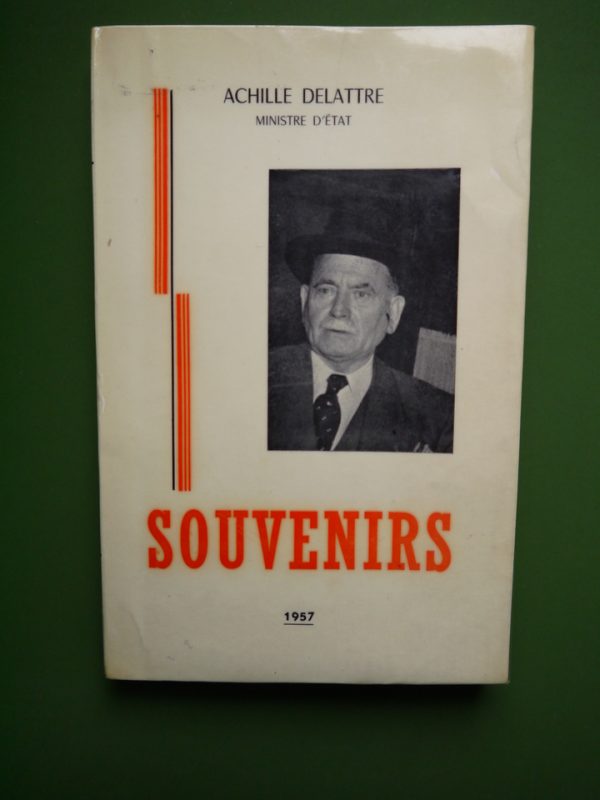 ACHILLE DELATTRE
MINISTRE D'ÉTAT
SOUVENIRS
1957